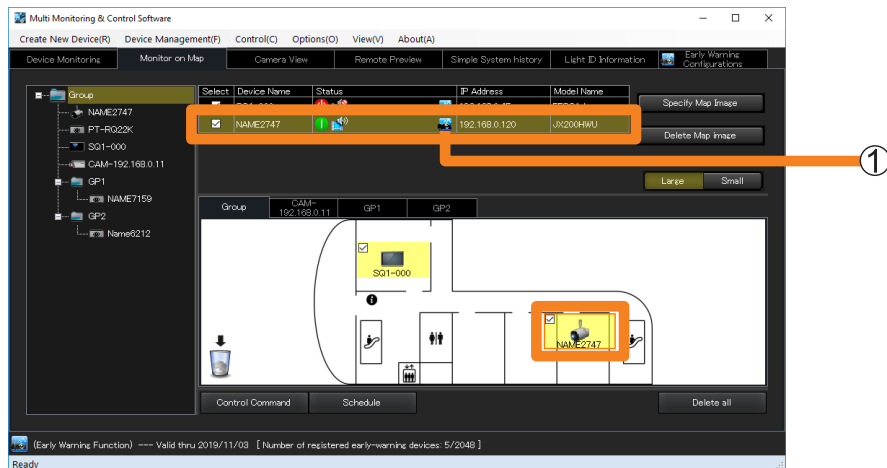 Multi Monitoring & Control Software
Create New Device(R) Device Management(F) Control(C) Options(O) View(V) About(A)
Device Monitoring Monitor on Map Camera View Remote Preview Simple System history Light ID Information Early Warning Configurations
Group
NAME2747
PT-RQ22K
SQ1-000
CAM-192.168.0.11
GP1
NAME7159
GP2
Name6212
Select Device Name Status IP Address Model Name
NAME2747 192.168.0.120 JX200HWU
Specify Map Image
Delete Map image
①
Large Small
Group CAM-192.168.0.11 GP1 GP2
SQ1-000
NAME2747
Control Command Schedule Delete all
(Early Warning Function) --- Valid thru 2019/11/03 [ Number of registered early-warning devices: 5/2048 ]
Ready